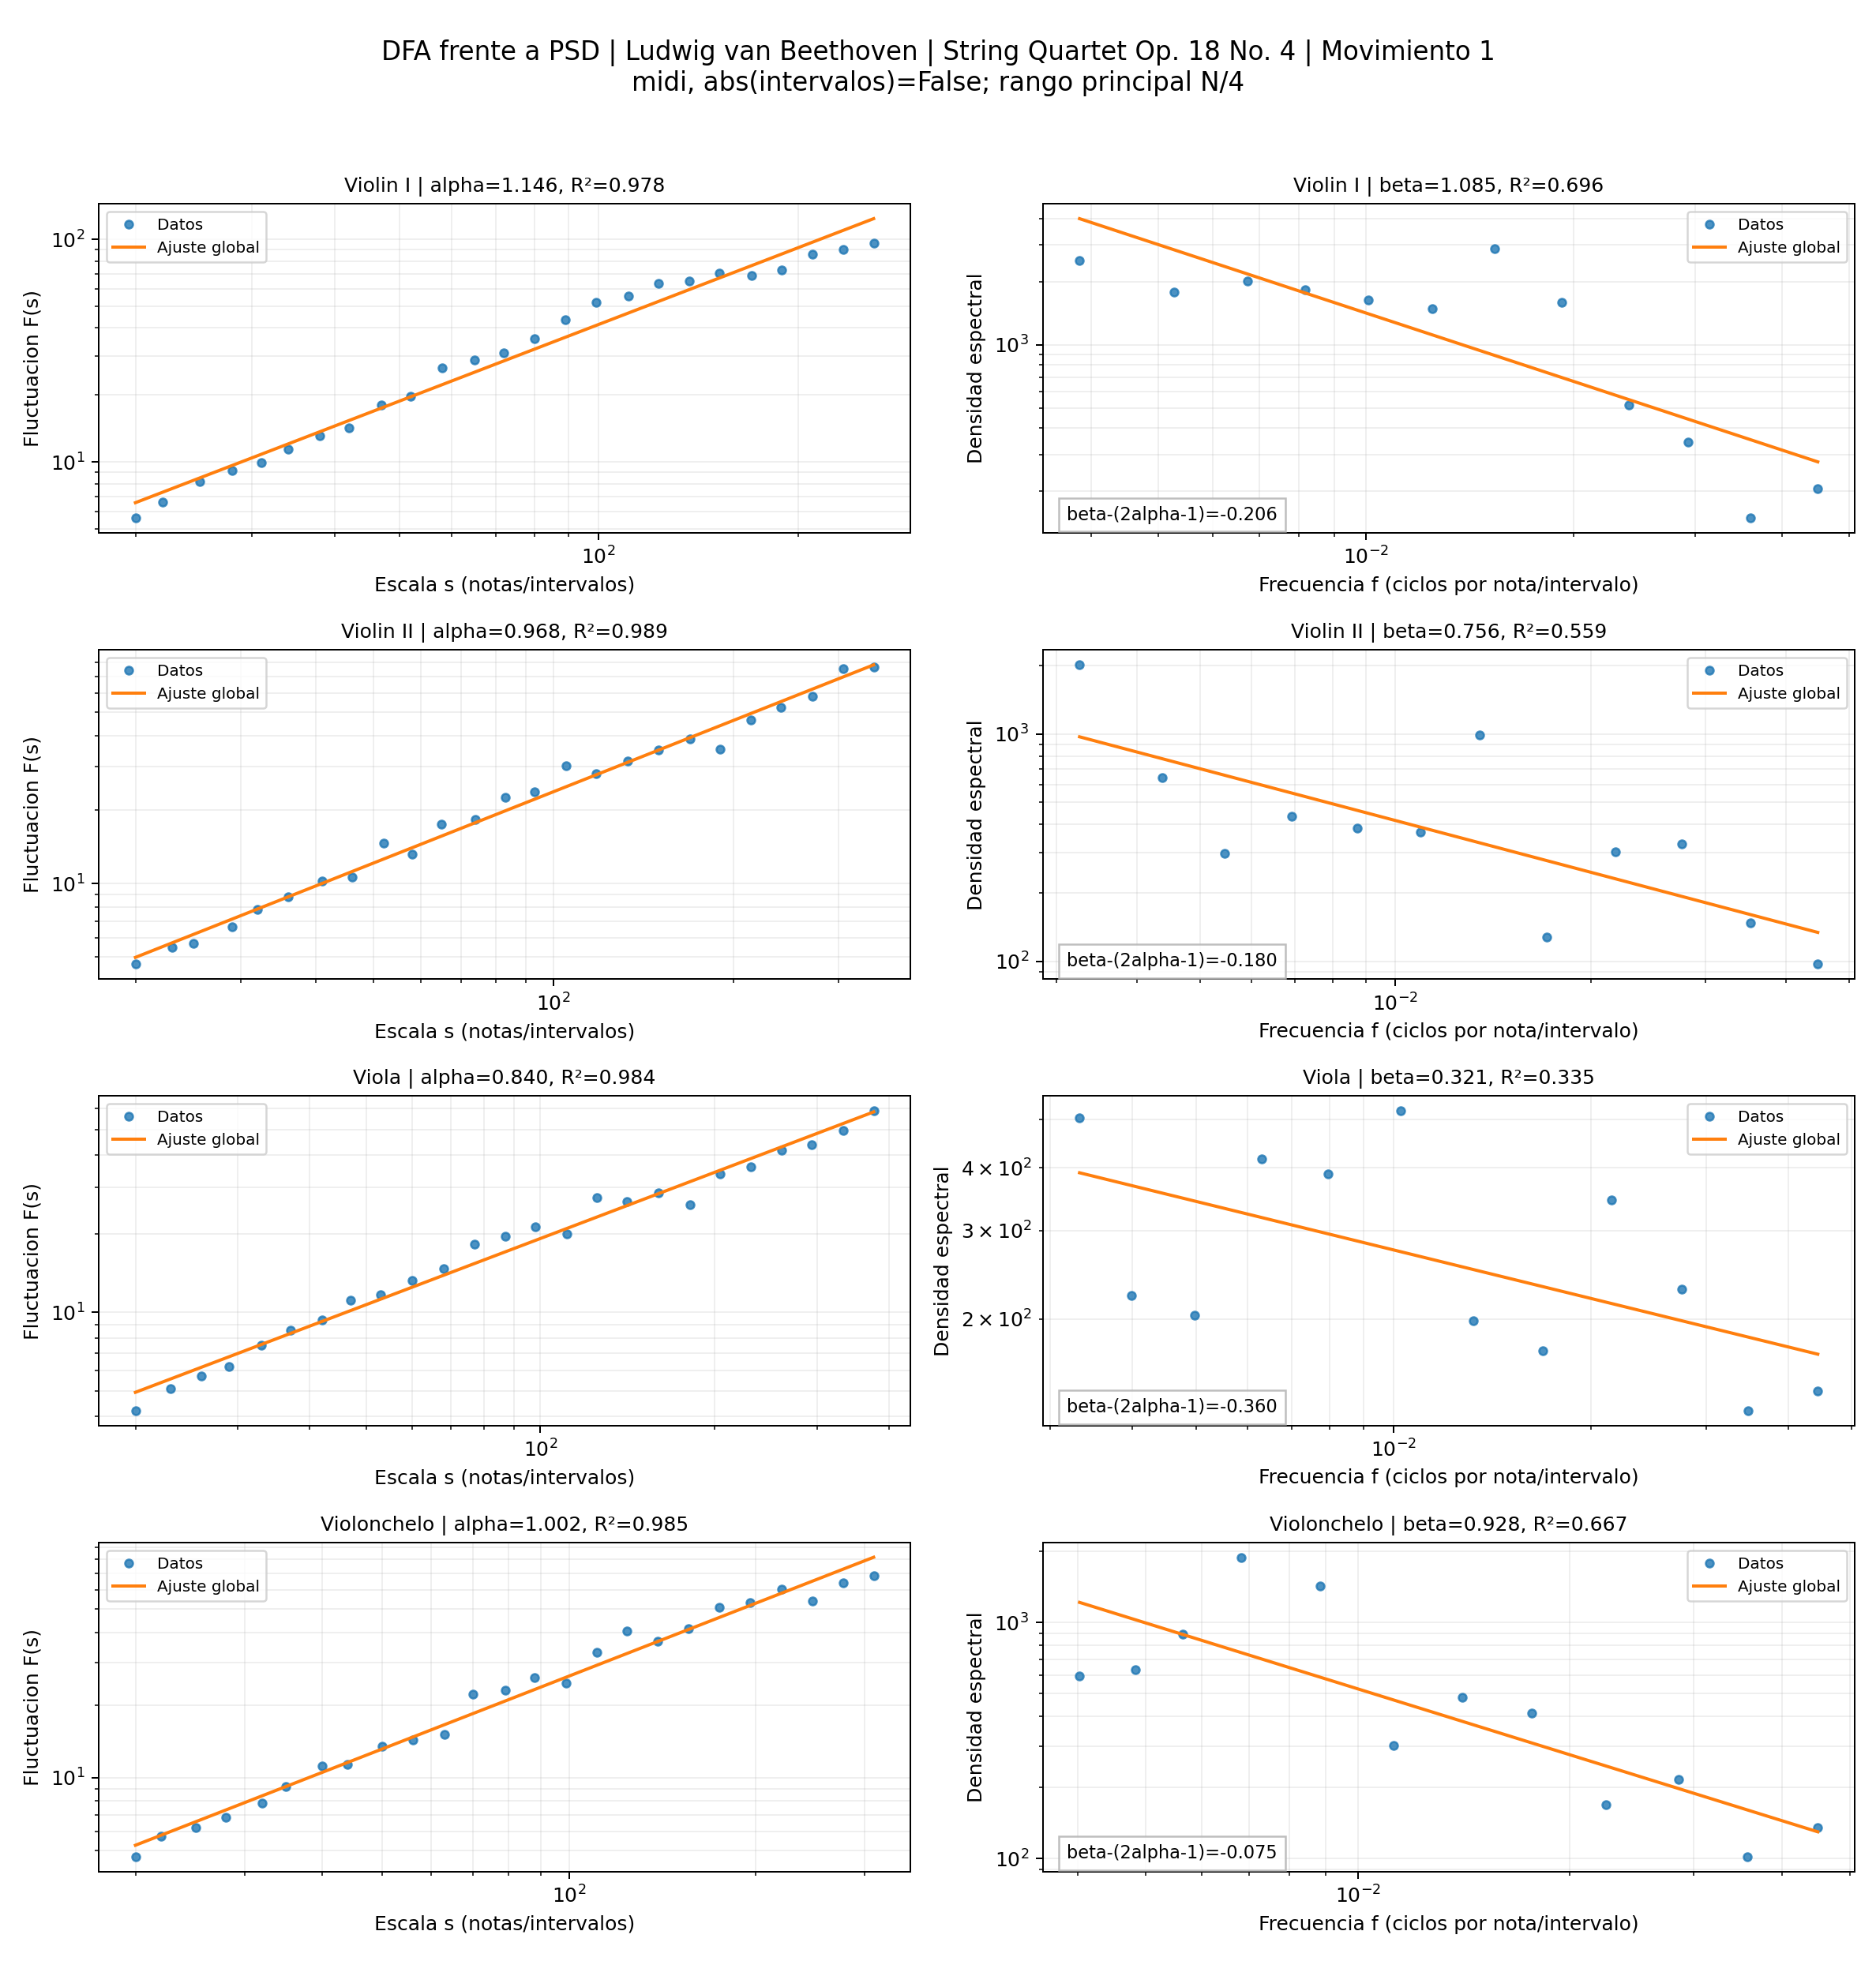 DFA frente a PSD | Ludwig van Beethoven | String Quartet Op. 18 No. 4 | Movimiento 1
midi, abs(intervalos)=False; rango principal N/4
Violin I | alpha=1.146, R²=0.978
Datos
Ajuste global
10²
10¹
Fluctuacion F(s)
10²
Escala s (notas/intervalos)
Violin I | beta=1.085, R²=0.696
Datos
Ajuste global
10³
Densidad espectral
beta-(2alpha-1)=-0.206
10⁻²
Frecuencia f (ciclos por nota/intervalo)
Violin II | alpha=0.968, R²=0.989
Datos
Ajuste global
10¹
Fluctuacion F(s)
10²
Escala s (notas/intervalos)
Violin II | beta=0.756, R²=0.559
Datos
Ajuste global
10³
10²
Densidad espectral
beta-(2alpha-1)=-0.180
10⁻²
Frecuencia f (ciclos por nota/intervalo)
Viola | alpha=0.840, R²=0.984
Datos
Ajuste global
10¹
Fluctuacion F(s)
10²
Escala s (notas/intervalos)
Viola | beta=0.321, R²=0.335
Datos
Ajuste global
4 × 10²
3 × 10²
2 × 10²
Densidad espectral
beta-(2alpha-1)=-0.360
10⁻²
Frecuencia f (ciclos por nota/intervalo)
Violonchelo | alpha=1.002, R²=0.985
Datos
Ajuste global
10¹
Fluctuacion F(s)
10²
Escala s (notas/intervalos)
Violonchelo | beta=0.928, R²=0.667
Datos
Ajuste global
10³
10²
Densidad espectral
beta-(2alpha-1)=-0.075
10⁻²
Frecuencia f (ciclos por nota/intervalo)